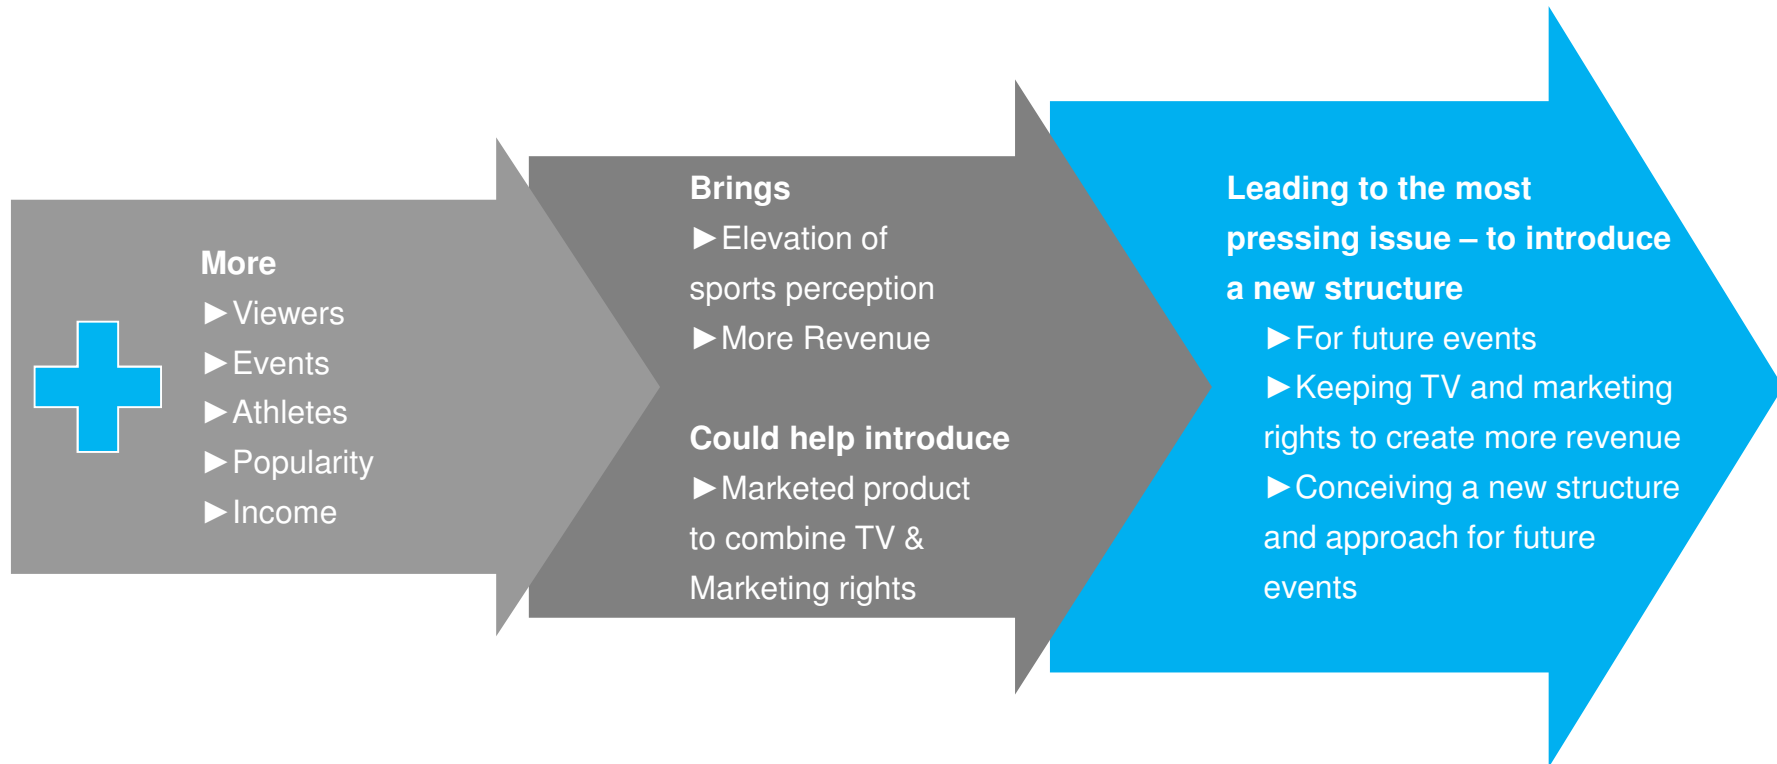 More
►Viewers
►Events
►Athletes
►Popularity
►Income
Brings
►Elevation of
sports perception
►More Revenue
Could help introduce
►Marketed product
to combine TV &
Marketing rights
Leading to the most
pressing issue – to introduce
a new structure
►For future events
►Keeping TV and marketing
rights to create more revenue
►Conceiving a new structure
and approach for future
events